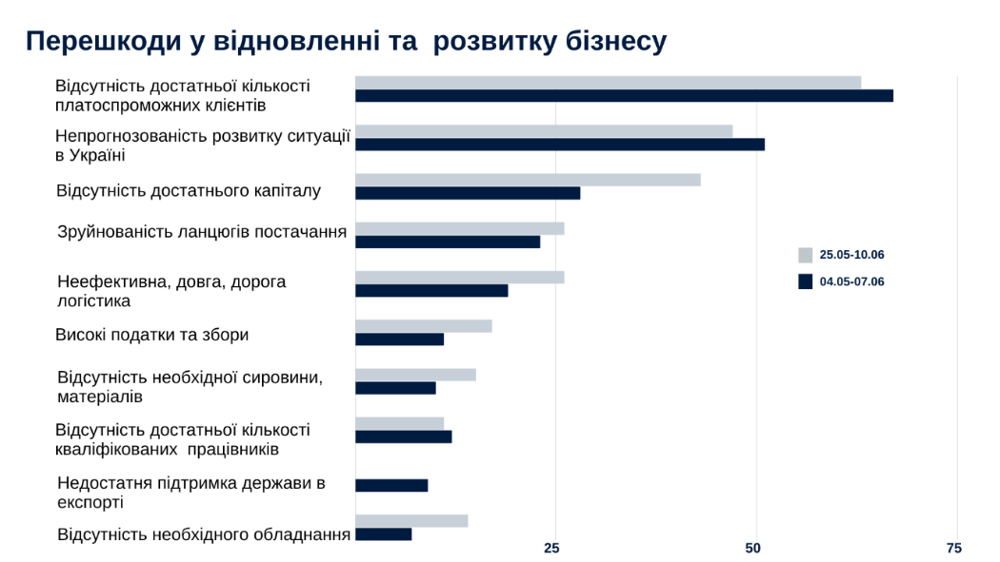 Перешкоди у відновленні та  розвитку бізнесу
Відсутність достатньої кількості
платоспроможних клієнтів
Непрогнозованість розвитку ситуації
в Україні
Відсутність достатнього капіталу
Зруйнованість ланцюгів постачання
25.05-10.06
04.05-07.06
Неефективна, довга, дорога
логістика
Високі податки та збори
Відсутність необхідної сировини,
матеріалів
Відсутність достатньої кількості
кваліфікованих  працівників
Недостатня підтримка держави в
експорті
Відсутність необхідного обладнання
25 50 75